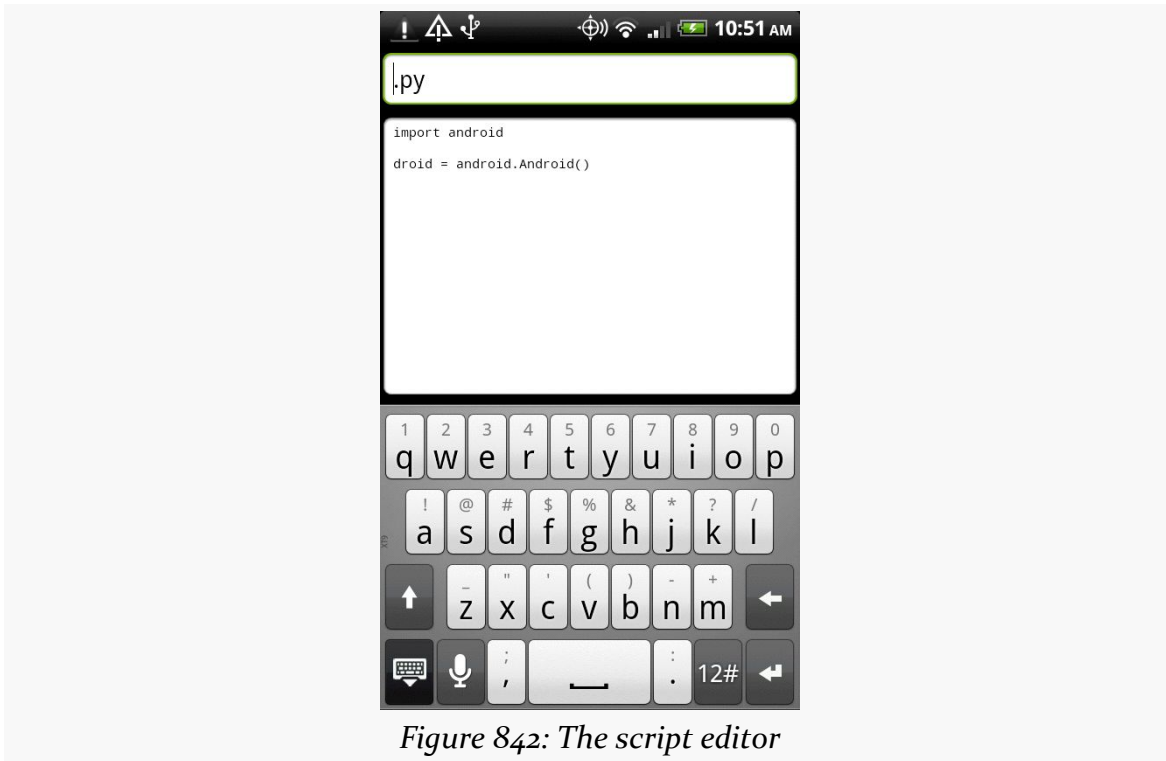 10:51 AM
.py
import android
droid = android.Android()
1 2 3 4 5 6 7 8 9 0
q w e r t y u i o p
! @ # $ % & * ? /
a s d f g h j k l
XT9
_ " ' ( ) - +
z x c v b n m
; :
, . 12#
Figure 842: The script editor